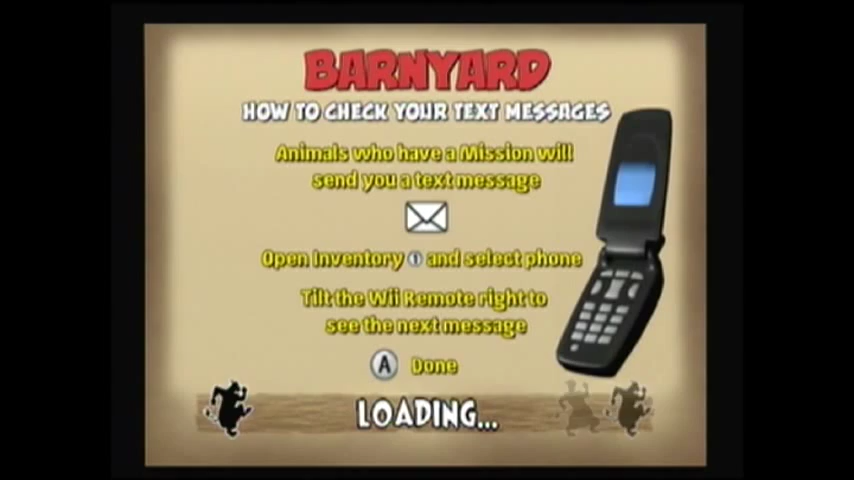 BARNYARD
HOW TO CHECK YOUR TEXT MESSAGES
Animals who have a Mission will
send you a text message
Open Inventory ① and select phone
Tilt the Wii Remote right to
see the next message
A Done
LOADING...